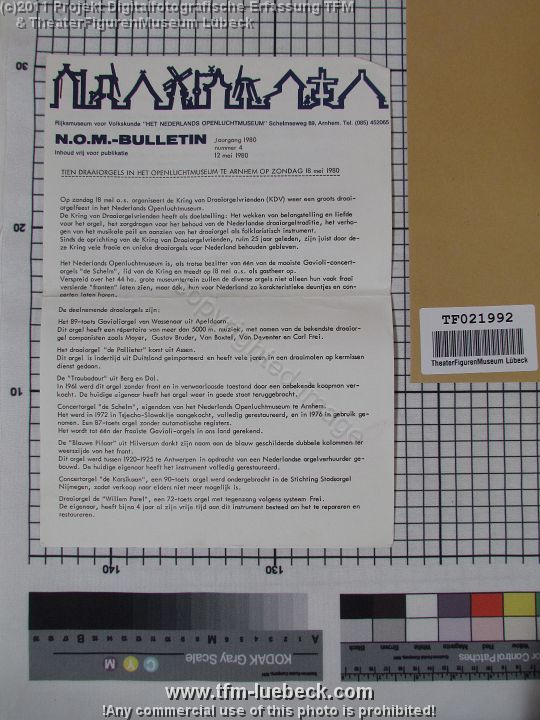 (c)2011 Projekt Digitalfotografische Erfassung TFM
& TheaterFigurenMuseum Lübeck
Rijksmuseum voor Volkskunde "HET NEDERLANDS OPENLUCHTMUSEUM" Schelmseweg 89, Arnhem. Tel. (085) 452065
N.O.M.-BULLETIN
Jaargang 1980
nummer 4
Inhoud vrij voor publikatie
12 mei 1980
TIEN DRAAIORGELS IN HET OPENLUCHTMUSEUM TE ARNHEM OP ZONDAG 18 mei 1980
Op zondag 18 mei a.s. organiseert de Kring van Draaiorgelvrienden (KDV) weer een groots draai-
orgelfeest in het Nederlands Openluchtmuseum.
De Kring van Draaiorgelvrienden heeft als doelstelling: Het wekken van belangstelling en liefde
voor het orgel, het zorgdragen voor het behoud van de Nederlandse draaiorgeltraditie, het verho-
gen van het muzikale peil en aanzien van het draaiorgel als folkloristisch instrument.
Sinds de oprichting van de Kring van Draaiorgelvrienden, ruim 25 jaar geleden, zijn juist door de-
ze Kring vele fraaie en unieke draaiorgels voor Nederland behouden gebleven.
Het Nederlands Openluchtmuseum is, als trotse bezitter van één van de mooiste Gavioli-concert-
orgels "de Schelm", lid van de Kring en treedt op 18 mei a.s. als gastheer op.
Verspreid over het 44 ha. grote museumterrein zullen de diverse orgels niet alleen hun vaak fraai
versierde "fronten" laten zien, maar óók, hun voor Nederland zo karakteristieke deuntjes en con-
certen laten horen.
De deelnemende draaiorgels zijn:
Het 89-toets Gavioliorgel van Wassenaar uit Apeldoorn.
Dit orgel heeft een répertoire van meer dan 5000 m. muziek, met namen van de bekendste draaior-
gel componisten zoals Mayer, Gustav Bruder, Van Boxtel, Van Deventer en Carl Frei.
Het draaiorgel "de Pallieter" komt uit Assen.
Dit orgel is indertijd uit Duitsland geïmporteerd en heeft vele jaren in een draaimolen op kermissen
dienst gedaan.
De "Troubadour" uit Berg en Dal.
In 1961 werd dit orgel zonder front en in verwaarloosde toestand door een onbekende koopman ver-
kocht. De huidige eigenaar heeft het orgel weer in goede staat teruggebracht.
Concertorgel "de Schelm", eigendom van het Nederlands Openluchtmuseum te Arnhem.
Het werd in 1972 in Tsjecho-Slowakije aangekocht, volledig gerestaureerd, en in 1976 in gebruik ge-
nomen. Een 87-toets orgel zonder automatische registers.
Het wordt tot één der fraaiste Gavioli-orgels in ons land gerekend.
De "Blauwe Pilaar" uit Hilversum dankt zijn naam aan de blauw geschilderde dubbele kolommen ter
weerszijde van het front.
Dit orgel werd tussen 1920-1925 te Antwerpen in opdracht van een Nederlandse orgelverhuurder ge-
bouwd. De huidige eigenaar heeft het instrument volledig gerestaureerd.
Concertorgel "de Karsikaan", een 90-toets orgel werd ondergebracht in de Stichting Stadsorgel
Nijmegen, zodat verkoop naar elders niet meer mogelijk is.
Draaiorgel de "Willem Parel", een 72-toets orgel met tegenzang volgens systeem Frei.
De eigenaar, heeft bijna 4 jaar al zijn vrije tijd aan dit instrument besteed om het te repareren en
restaureren.
TF021992
TheaterFigurenMuseum Lübeck
30
20
10
140
130
KODAK Gray Scale
C Y M
Color Control Patches
www.tfm-luebeck.com
!Any commercial use of this photo is prohibited!